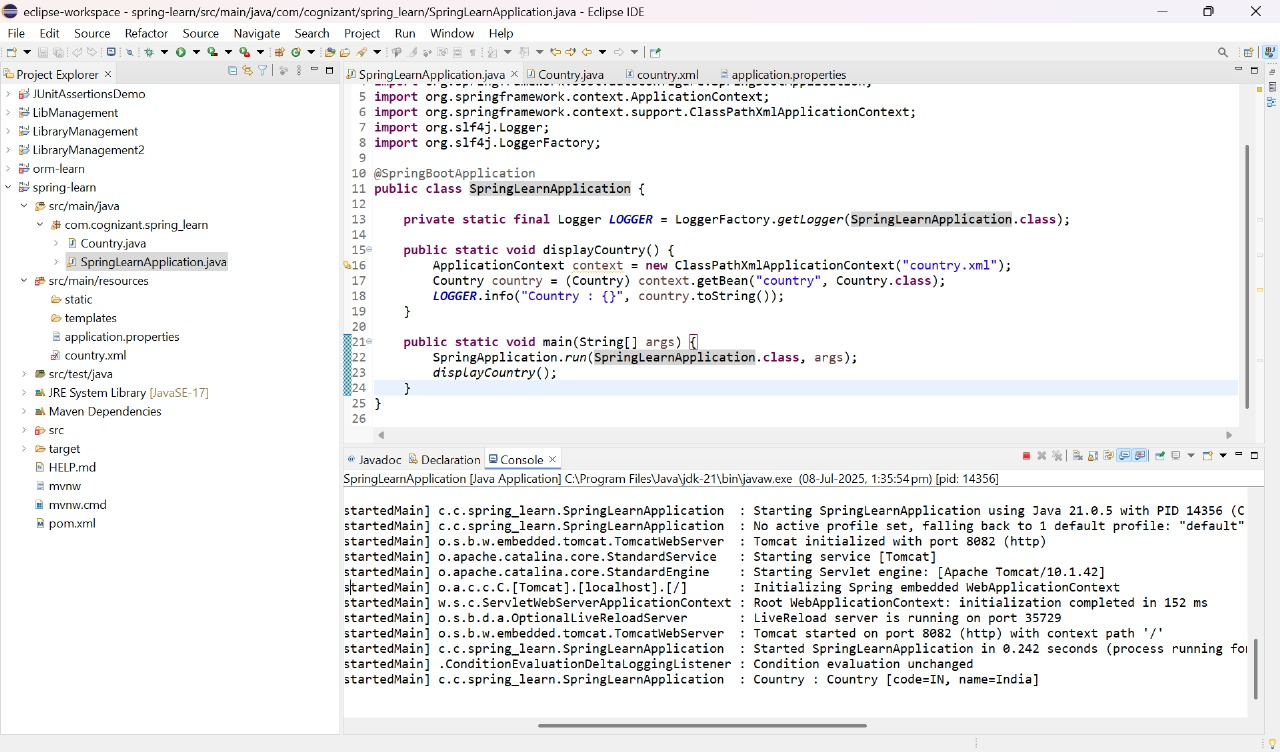 eclipse-workspace - spring-learn/src/main/java/com/cognizant/spring_learn/SpringLearnApplication.java - Eclipse IDE
File Edit Source Refactor Source Navigate Search Project Run Window Help
Project Explorer
JUnitAssertionsDemo
LibManagement
LibraryManagement
LibraryManagement2
orm-learn
spring-learn
src/main/java
com.cognizant.spring_learn
Country.java
SpringLearnApplication.java
src/main/resources
static
templates
application.properties
country.xml
src/test/java
JRE System Library [JavaSE-17]
Maven Dependencies
src
target
HELP.md
mvnw
mvnw.cmd
pom.xml
SpringLearnApplication.java Country.java country.xml application.properties
5 import org.springframework.context.ApplicationContext;
6 import org.springframework.context.support.ClassPathXmlApplicationContext;
7 import org.slf4j.Logger;
8 import org.slf4j.LoggerFactory;
9
10 @SpringBootApplication
11 public class SpringLearnApplication {
12
13 private static final Logger LOGGER = LoggerFactory.getLogger(SpringLearnApplication.class);
14
15 public static void displayCountry() {
16 ApplicationContext context = new ClassPathXmlApplicationContext("country.xml");
17 Country country = (Country) context.getBean("country", Country.class);
18 LOGGER.info("Country : {}", country.toString());
19 }
20
21 public static void main(String[] args) {
22 SpringApplication.run(SpringLearnApplication.class, args);
23 displayCountry();
24 }
25 }
26
Javadoc Declaration Console
SpringLearnApplication [Java Application] C:\Program Files\Java\jdk-21\bin\javaw.exe (08-Jul-2025, 1:35:54 pm) [pid: 14356]
startedMain] c.c.spring_learn.SpringLearnApplication : Starting SpringLearnApplication using Java 21.0.5 with PID 14356 (C
startedMain] c.c.spring_learn.SpringLearnApplication : No active profile set, falling back to 1 default profile: "default"
startedMain] o.s.b.w.embedded.tomcat.TomcatWebServer : Tomcat initialized with port 8082 (http)
startedMain] o.apache.catalina.core.StandardService : Starting service [Tomcat]
startedMain] o.apache.catalina.core.StandardEngine : Starting Servlet engine: [Apache Tomcat/10.1.42]
startedMain] o.a.c.c.C.[Tomcat].[localhost].[/] : Initializing Spring embedded WebApplicationContext
startedMain] w.s.c.ServletWebServerApplicationContext : Root WebApplicationContext: initialization completed in 152 ms
startedMain] o.s.b.d.a.OptionalLiveReloadServer : LiveReload server is running on port 35729
startedMain] o.s.b.w.embedded.tomcat.TomcatWebServer : Tomcat started on port 8082 (http) with context path '/'
startedMain] c.c.spring_learn.SpringLearnApplication : Started SpringLearnApplication in 0.242 seconds (process running for
startedMain] .ConditionEvaluationDeltaLoggingListener : Condition evaluation unchanged
startedMain] c.c.spring_learn.SpringLearnApplication : Country : Country [code=IN, name=India]